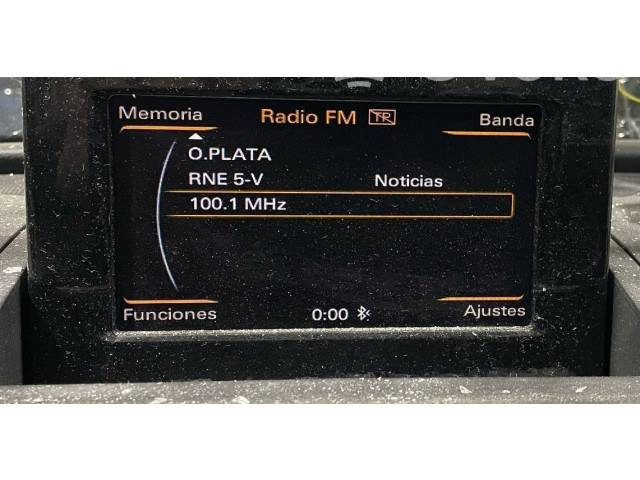 Memoria Radio FM TP Banda
O.PLATA
RNE 5-V Noticias
100.1 MHz
Funciones 0:00 Ajustes